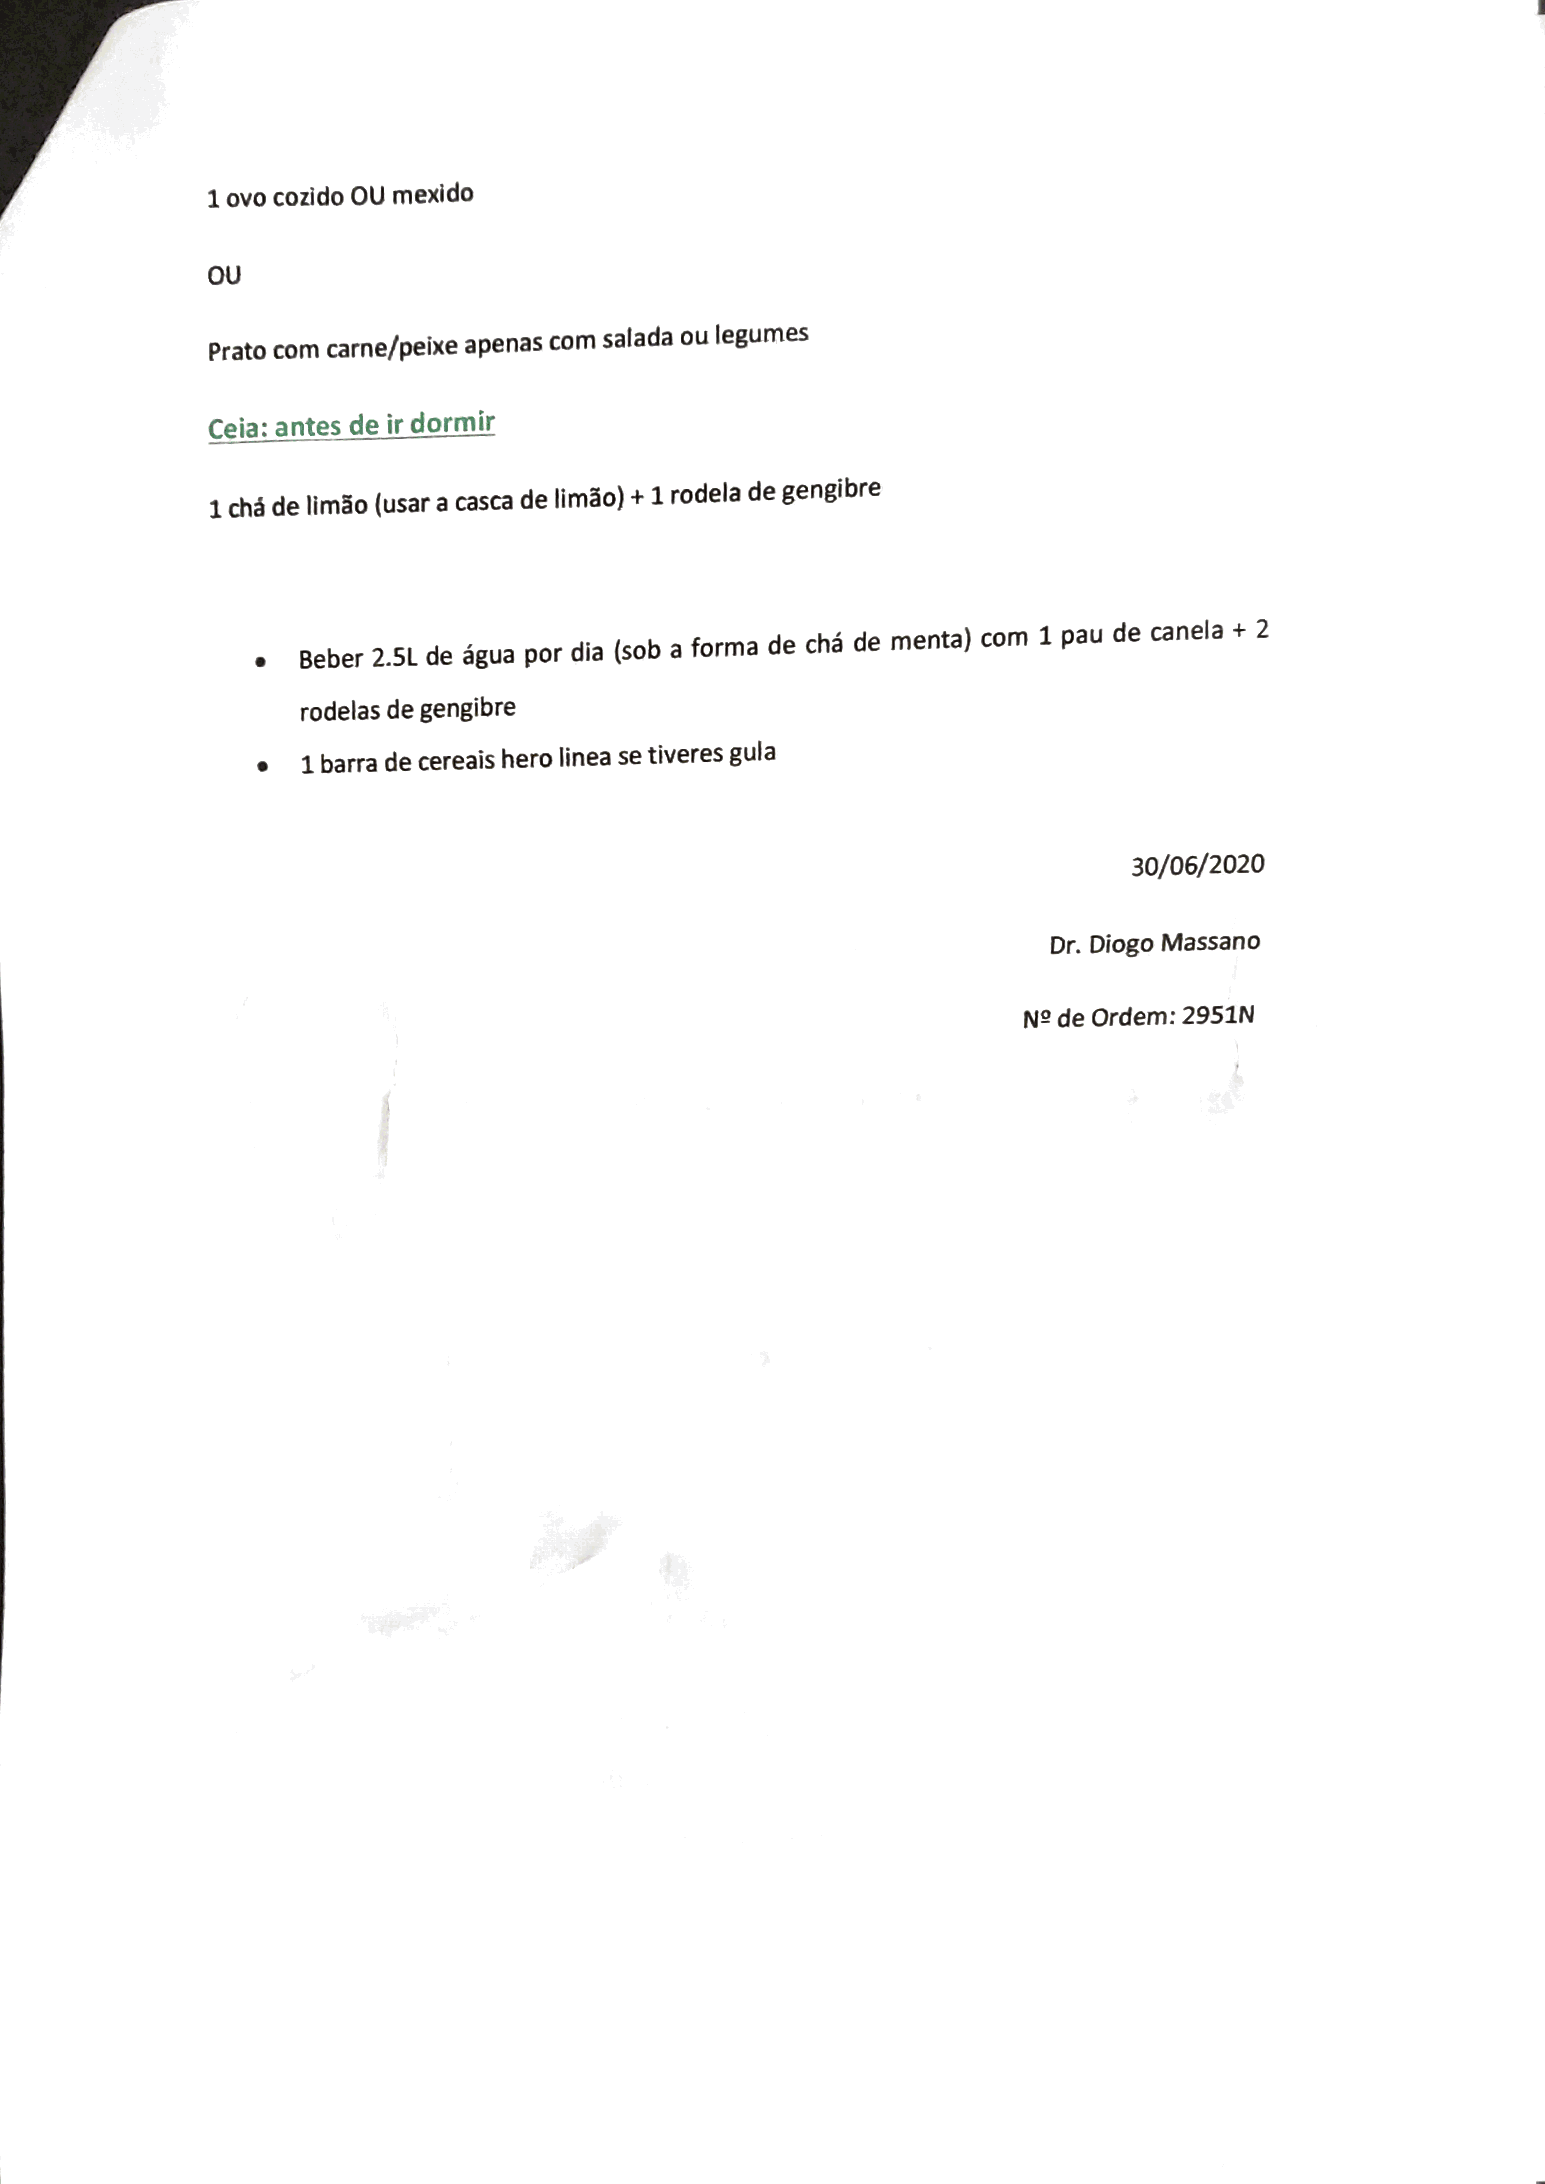 1 ovo cozido OU mexido
OU
Prato com carne/peixe apenas com salada ou legumes
Ceia: antes de ir dormir
1 chá de limão (usar a casca de limão) + 1 rodela de gengibre
• Beber 2.5L de água por dia (sob a forma de chá de menta) com 1 pau de canela + 2
rodelas de gengibre
• 1 barra de cereais hero linea se tiveres gula
30/06/2020
Dr. Diogo Massano
Nº de Ordem: 2951N